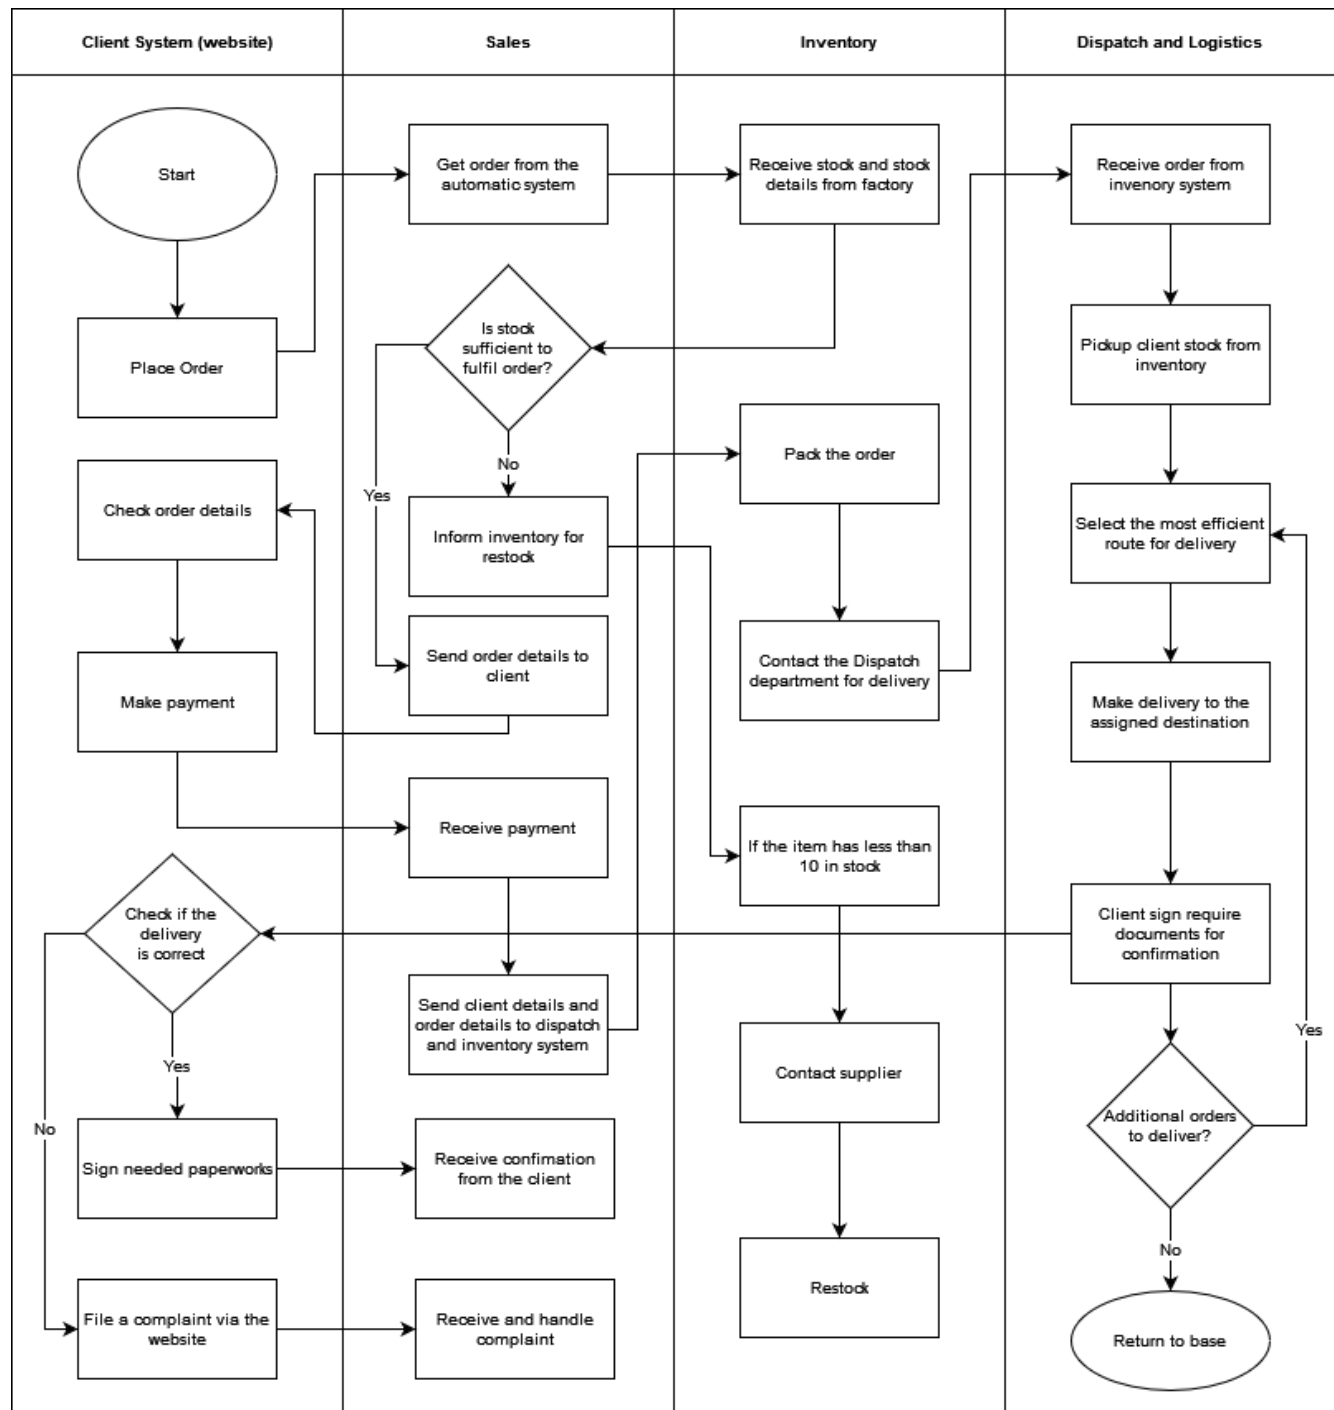 Client System (website)
Sales
Inventory
Dispatch and Logistics
Start
Place Order
Check order details
Make payment
Check if the
delivery
is correct
Yes
No
Sign needed paperworks
File a complaint via the
website
Get order from the
automatic system
Is stock
sufficient to
fulfil order?
No
Yes
Inform inventory for
restock
Send order details to
client
Receive payment
Send client details and
order details to dispatch
and inventory system
Receive confimation
from the client
Receive and handle
complaint
Receive stock and stock
details from factory
Pack the order
Contact the Dispatch
department for delivery
If the item has less than
10 in stock
Contact supplier
Restock
Receive order from
invenory system
Pickup client stock from
inventory
Select the most efficient
route for delivery
Make delivery to the
assigned destination
Client sign require
documents for
confirmation
Yes
Additional orders
to deliver?
No
Return to base